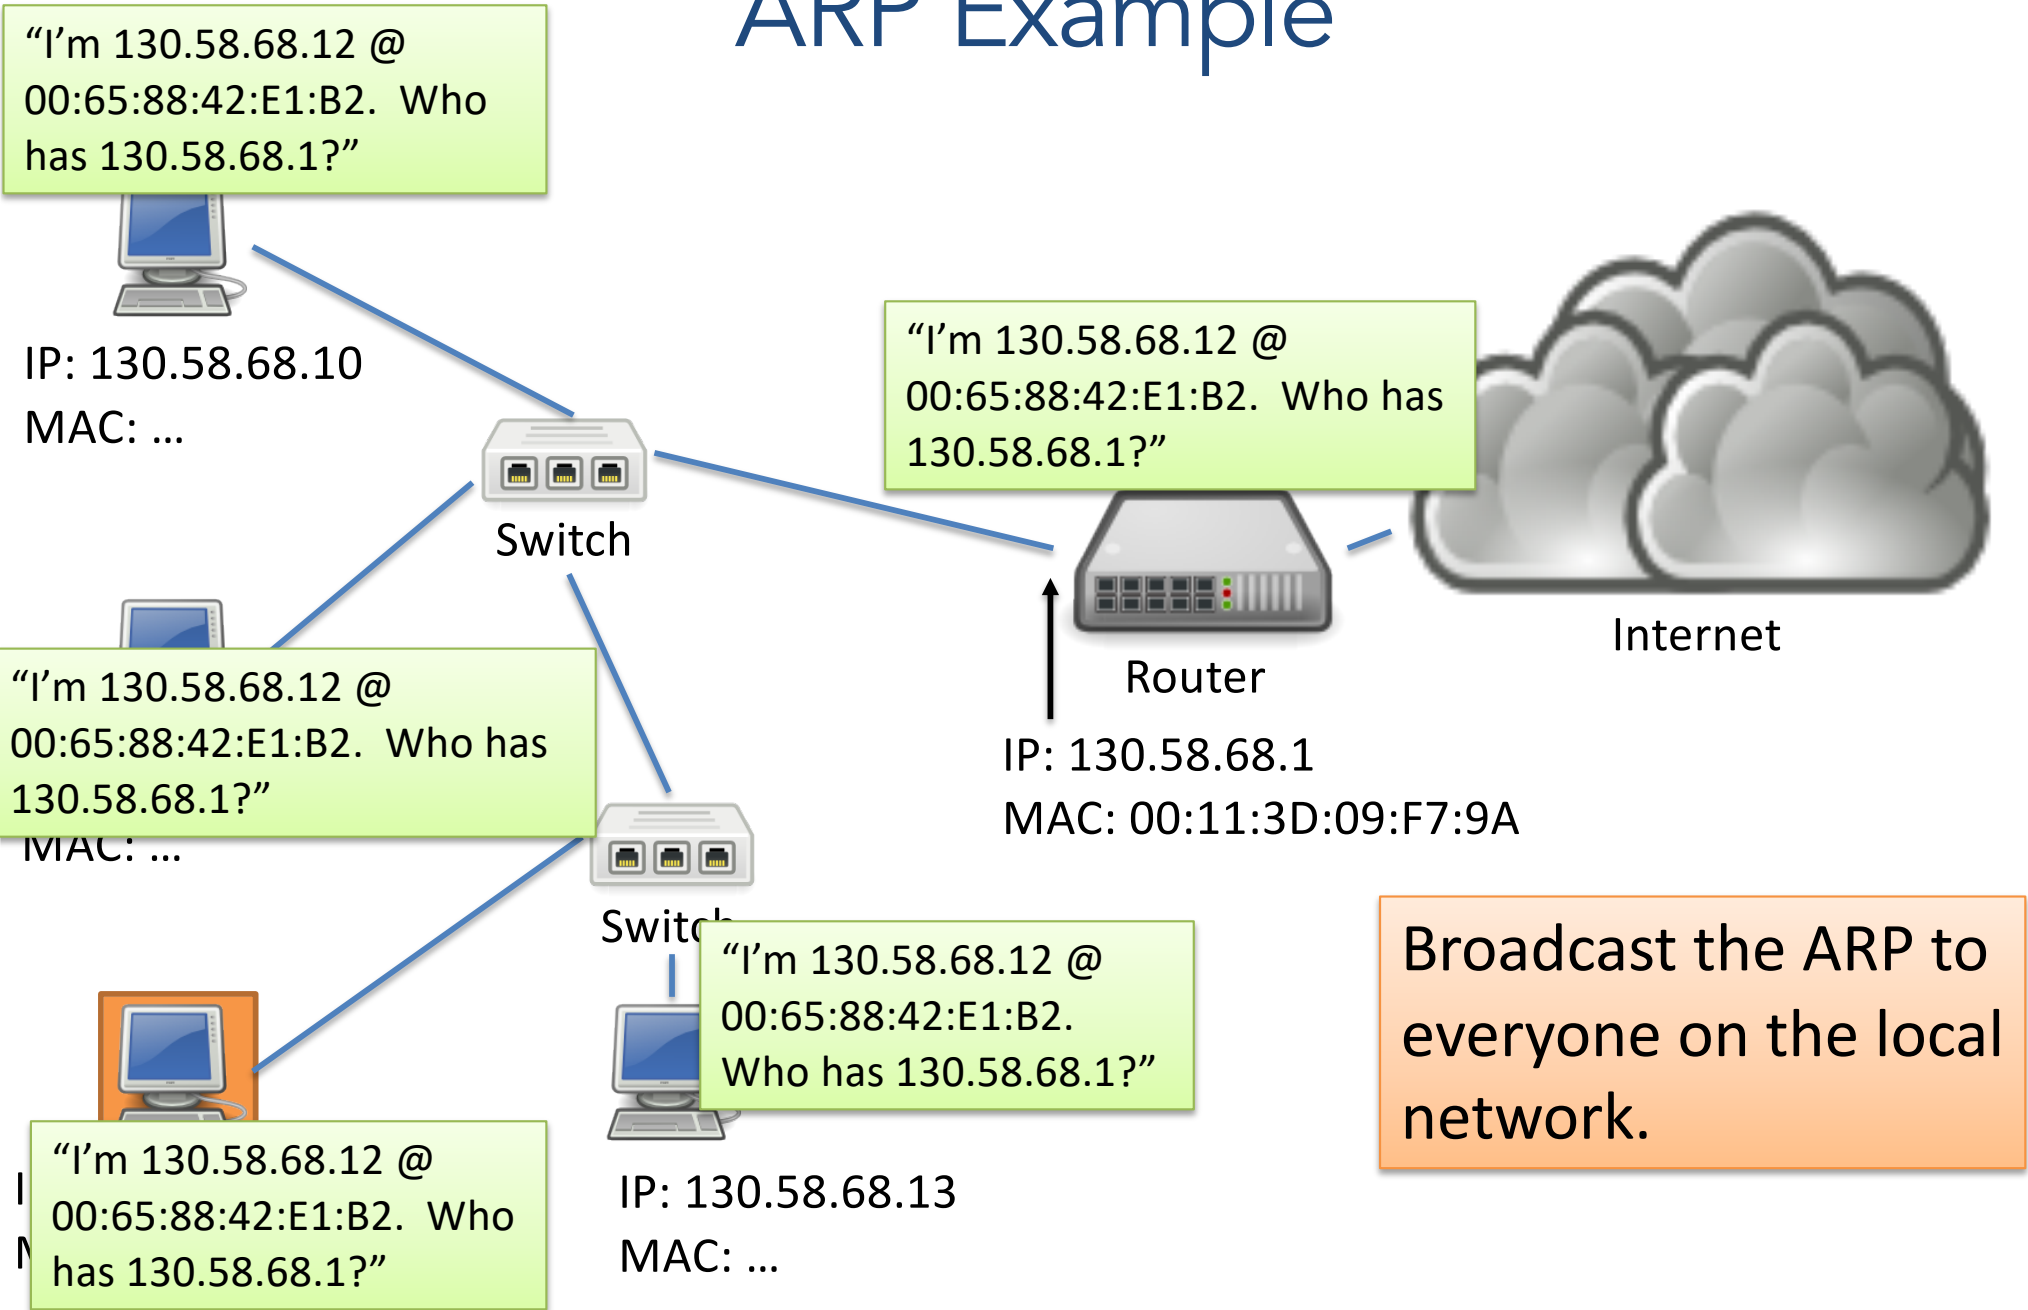 ARP Example
“I’m 130.58.68.12 @
00:65:88:42:E1:B2.  Who
has 130.58.68.1?”
IP: 130.58.68.10
MAC: …
“I’m 130.58.68.12 @
00:65:88:42:E1:B2.  Who has
130.58.68.1?”
Switch
Internet
Router
“I’m 130.58.68.12 @
00:65:88:42:E1:B2.  Who has
130.58.68.1?”
MAC: …
IP: 130.58.68.1
MAC: 00:11:3D:09:F7:9A
Switch
“I’m 130.58.68.12 @
00:65:88:42:E1:B2.
Who has 130.58.68.1?”
Broadcast the ARP to
everyone on the local
network.
“I’m 130.58.68.12 @
00:65:88:42:E1:B2.  Who
has 130.58.68.1?”
IP: 130.58.68.13
MAC: …